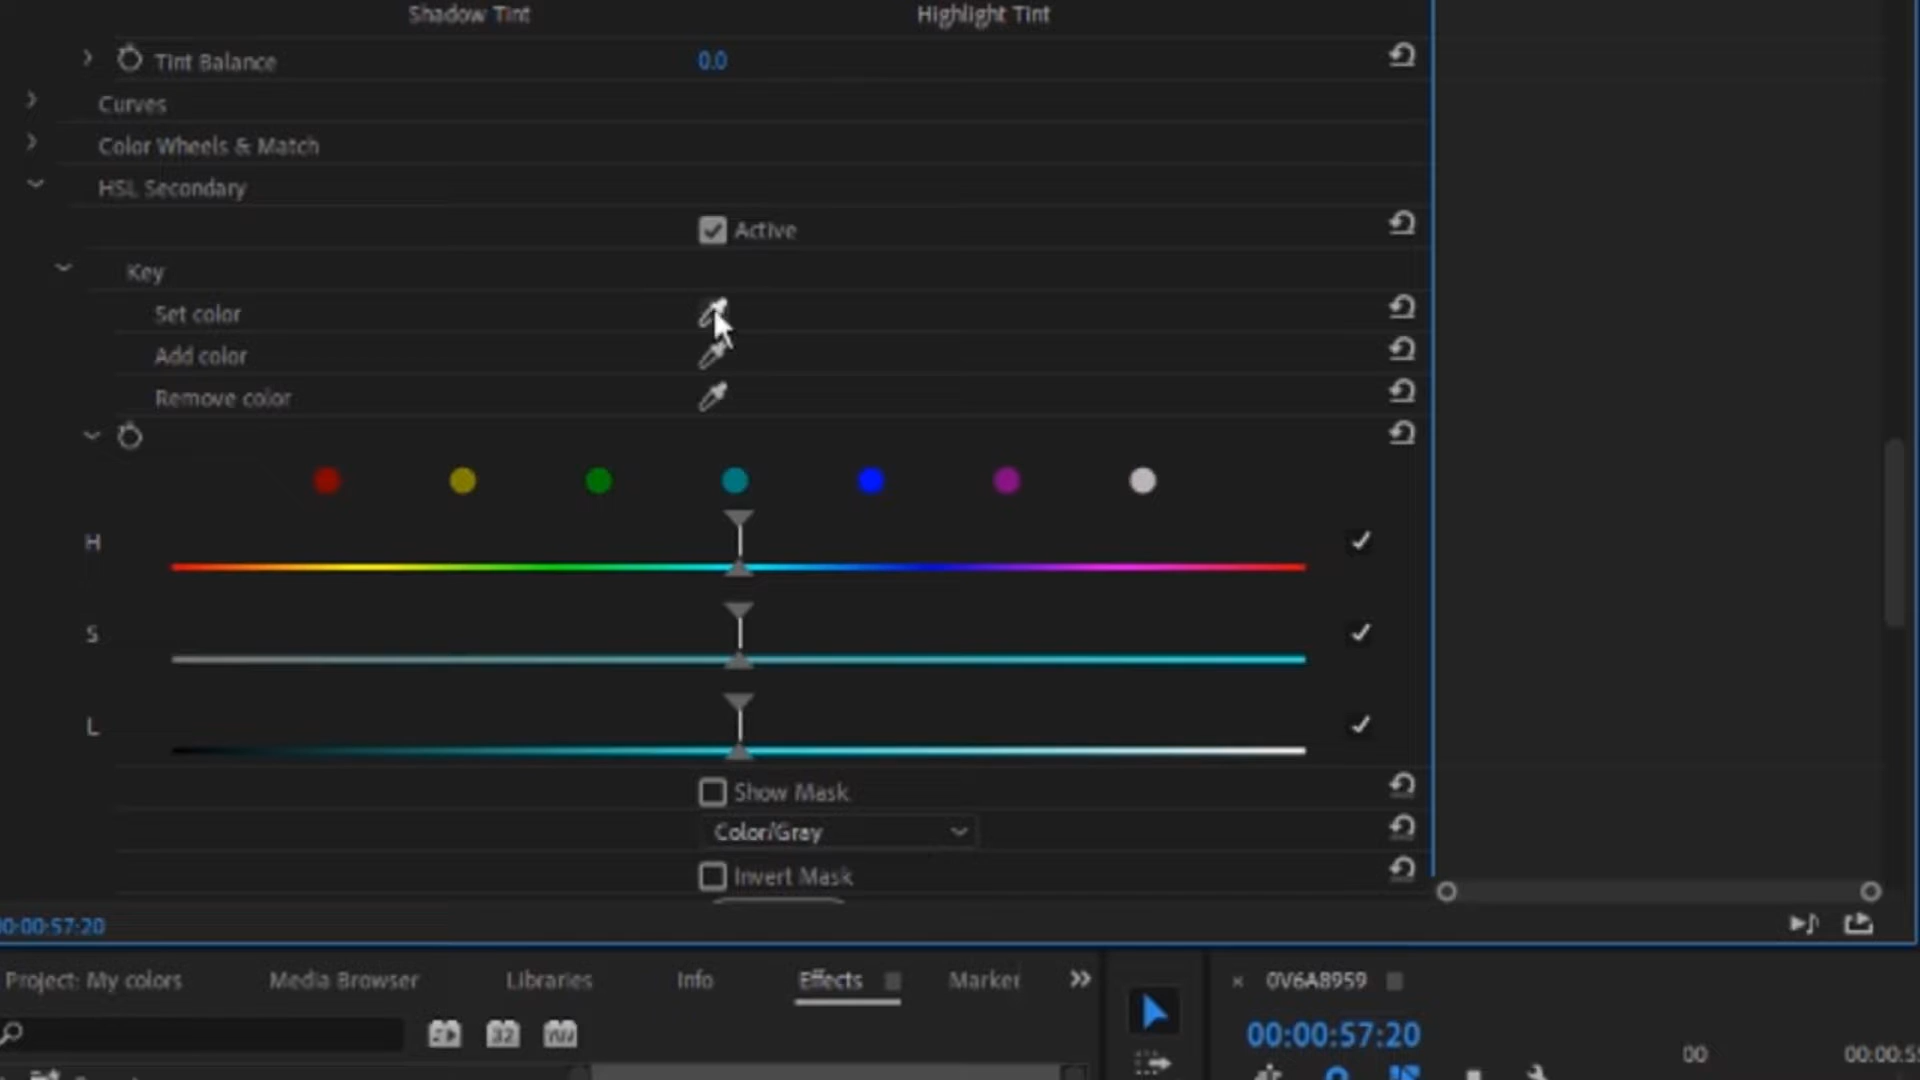 Shadow Tint Highlight Tint
Tint Balance 0.0
Curves
Color Wheels & Match
HSL Secondary
Active
Key
Set color
Add color
Remove color
H
S
L
Show Mask
Color/Gray
Invert Mask
00:00:57:20
Project: My colors Media Browser Libraries Info Effects Marker 0V6A8959
32
00:00:57:20
00